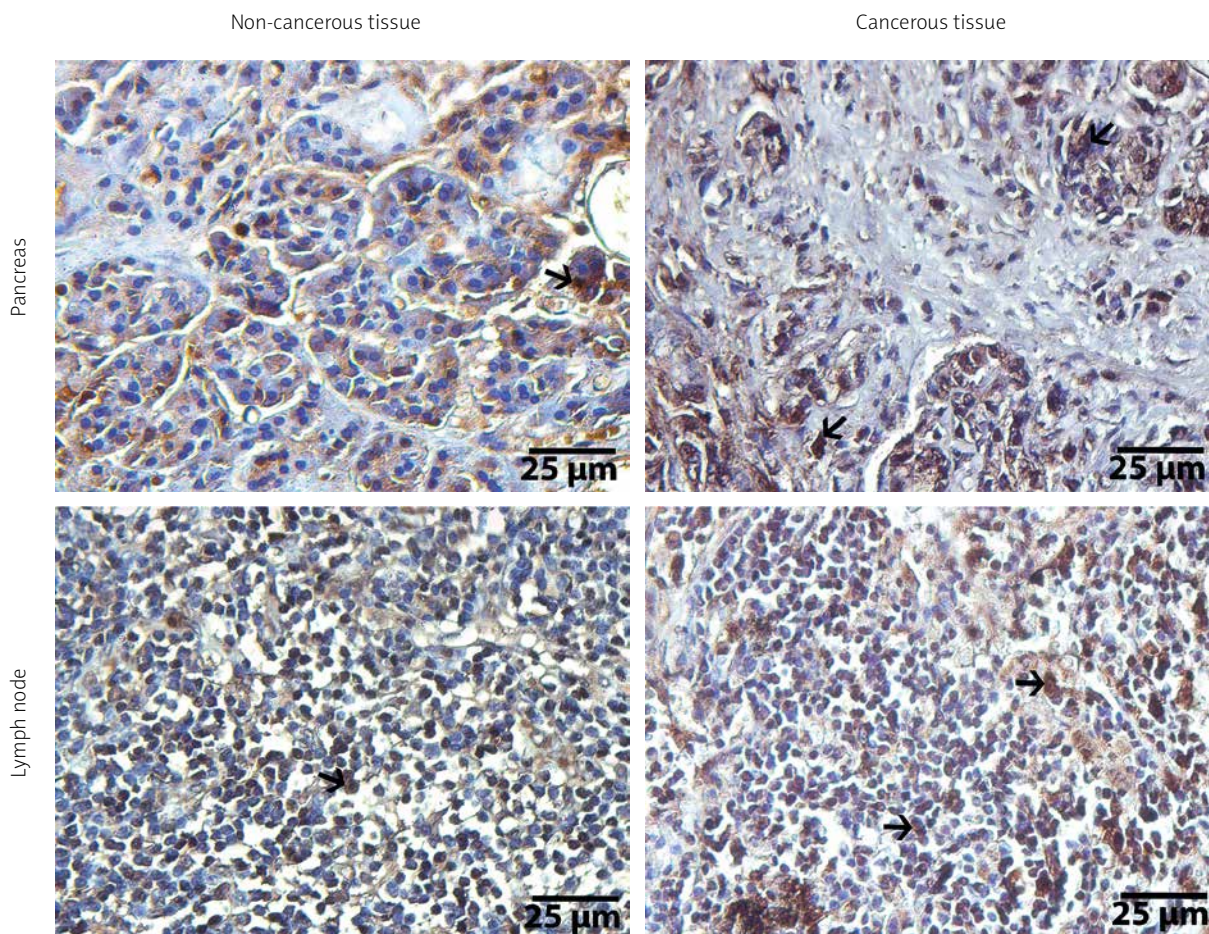 Non-cancerous tissue
Cancerous tissue
Pancreas
25 µm
25 µm
Lymph node
25 µm
25 µm